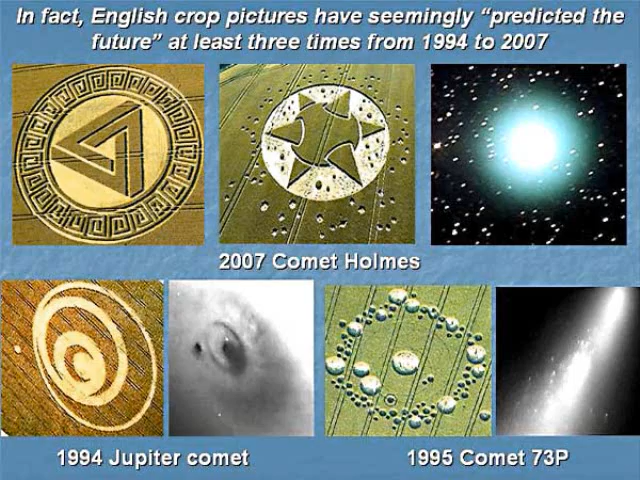 In fact, English crop pictures have seemingly “predicted the
future” at least three times from 1994 to 2007
2007 Comet Holmes
1994 Jupiter comet
1995 Comet 73P